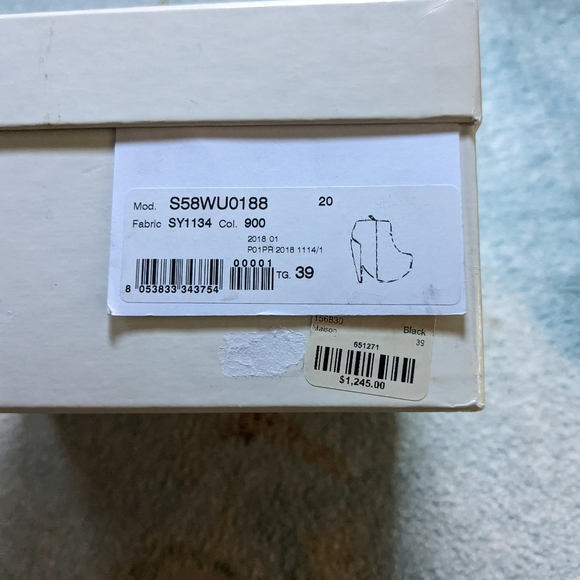 Mod. S58WU0188 20
Fabric SY1134 Col. 900
2018 01
P01PR 2018 1114/1
00001
TG. 39
8 053833 343754
156830
Maison Black
39
651271
$1,245.00